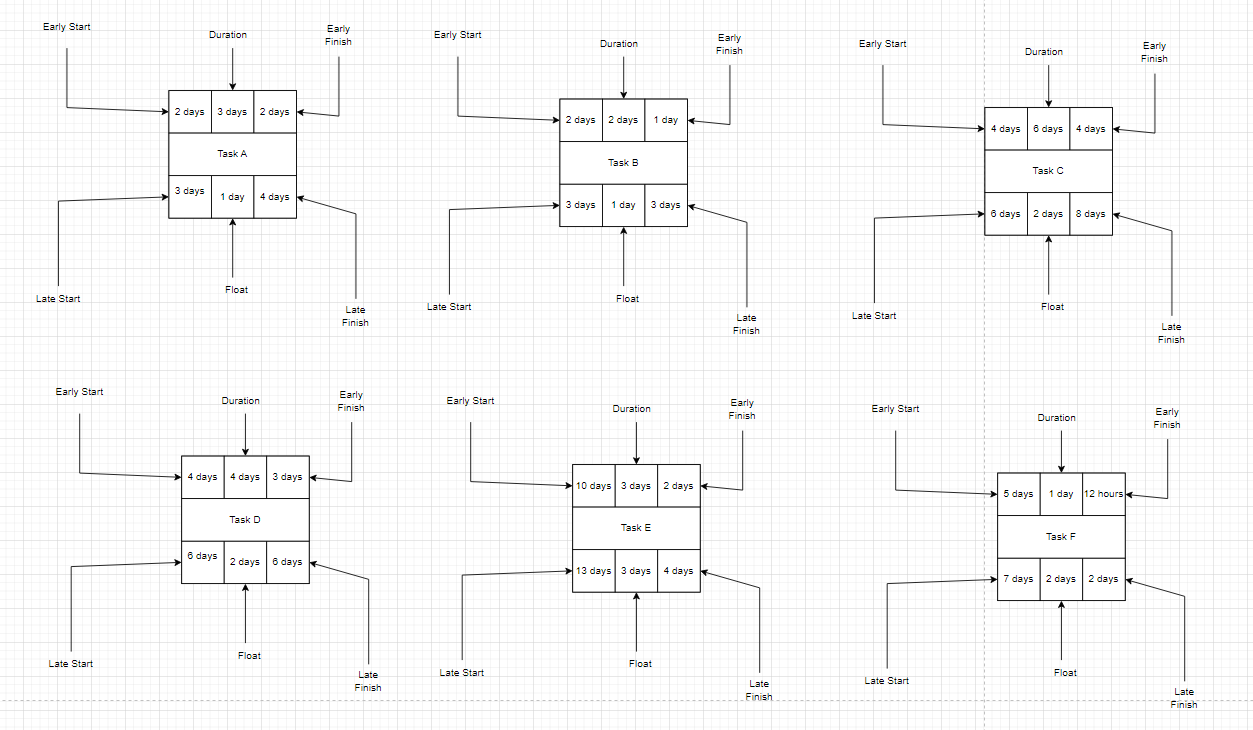 Early Start
Duration
Early
Finish
2 days 3 days 2 days
Task A
3 days 1 day 4 days
Late Start
Float
Late
Finish
Early Start
Duration
Early
Finish
2 days 2 days 1 day
Task B
3 days 1 day 3 days
Late Start
Float
Late
Finish
Early Start
Duration
Early
Finish
4 days 6 days 4 days
Task C
6 days 2 days 8 days
Late Start
Float
Late
Finish
Early Start
Duration
Early
Finish
4 days 4 days 3 days
Task D
6 days 2 days 6 days
Late Start
Float
Late
Finish
Early Start
Duration
Early
Finish
10 days 3 days 2 days
Task E
13 days 3 days 4 days
Late Start
Float
Late
Finish
Early Start
Duration
Early
Finish
5 days 1 day 12 hours
Task F
7 days 2 days 2 days
Late Start
Float
Late
Finish